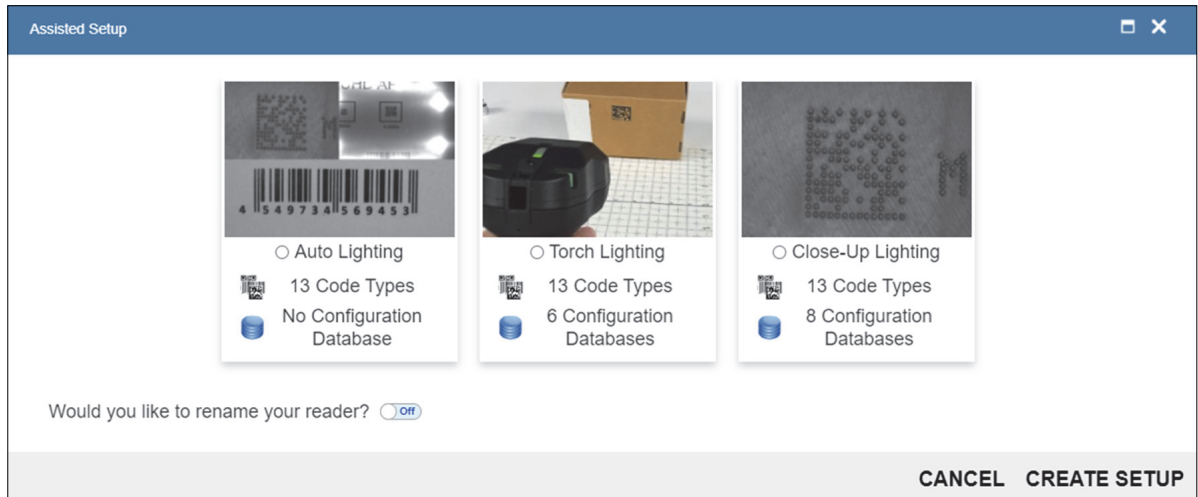 Assisted Setup
4 549734 569453
Auto Lighting
13 Code Types
No Configuration
Database
Torch Lighting
13 Code Types
6 Configuration
Databases
Close-Up Lighting
13 Code Types
8 Configuration
Databases
Would you like to rename your reader? Off
CANCEL CREATE SETUP